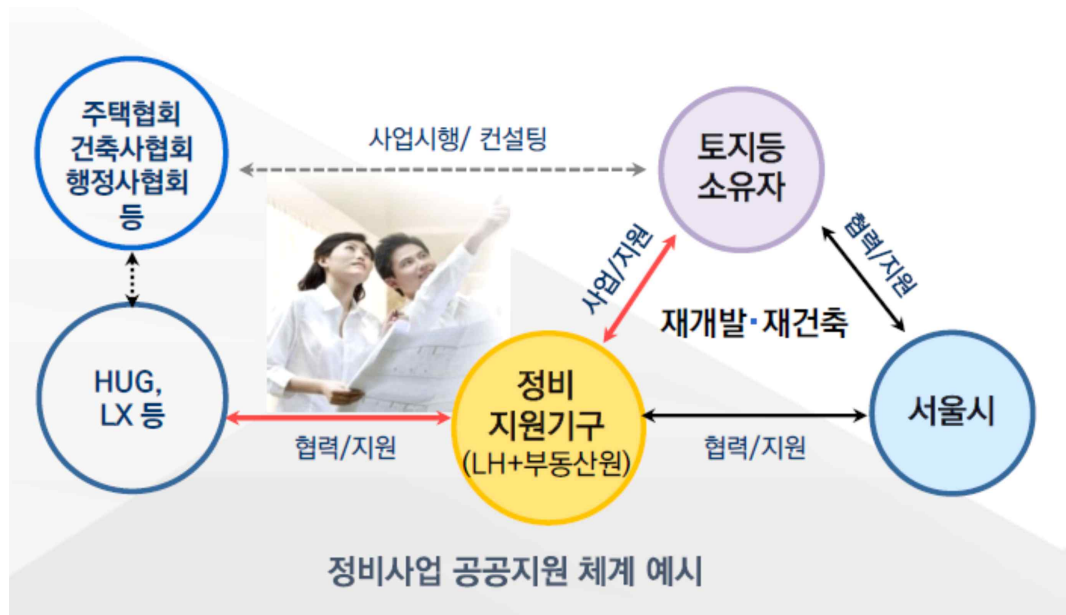 주택협회
건축사협회
행정사협회
등
사업시행/ 컨설팅
토지등
소유자
사업/지원
협력/지원
재개발·재건축
HUG,
LX 등
협력/지원
정비
지원기구
(LH+부동산원)
협력/지원
서울시
정비사업 공공지원 체계 예시